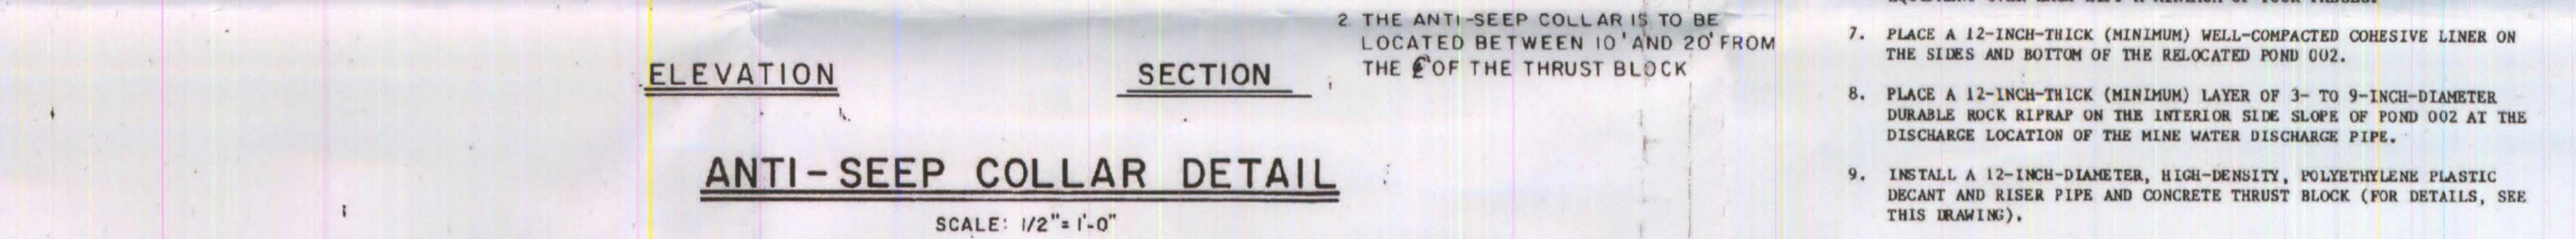 2 THE ANTI-SEEP COLLAR IS TO BE
LOCATED BETWEEN 10' AND 20' FROM
THE ℄ OF THE THRUST BLOCK
ELEVATION
SECTION
ANTI-SEEP COLLAR DETAIL
SCALE: 1/2"= 1'-0"
7. PLACE A 12-INCH-THICK (MINIMUM) WELL-COMPACTED COHESIVE LINER ON
THE SIDES AND BOTTOM OF THE RELOCATED POND 002.
8. PLACE A 12-INCH-THICK (MINIMUM) LAYER OF 3- TO 9-INCH-DIAMETER
DURABLE ROCK RIPRAP ON THE INTERIOR SIDE SLOPE OF POND 002 AT THE
DISCHARGE LOCATION OF THE MINE WATER DISCHARGE PIPE.
9. INSTALL A 12-INCH-DIAMETER, HIGH-DENSITY, POLYETHYLENE PLASTIC
DECANT AND RISER PIPE AND CONCRETE THRUST BLOCK (FOR DETAILS, SEE
THIS DRAWING).